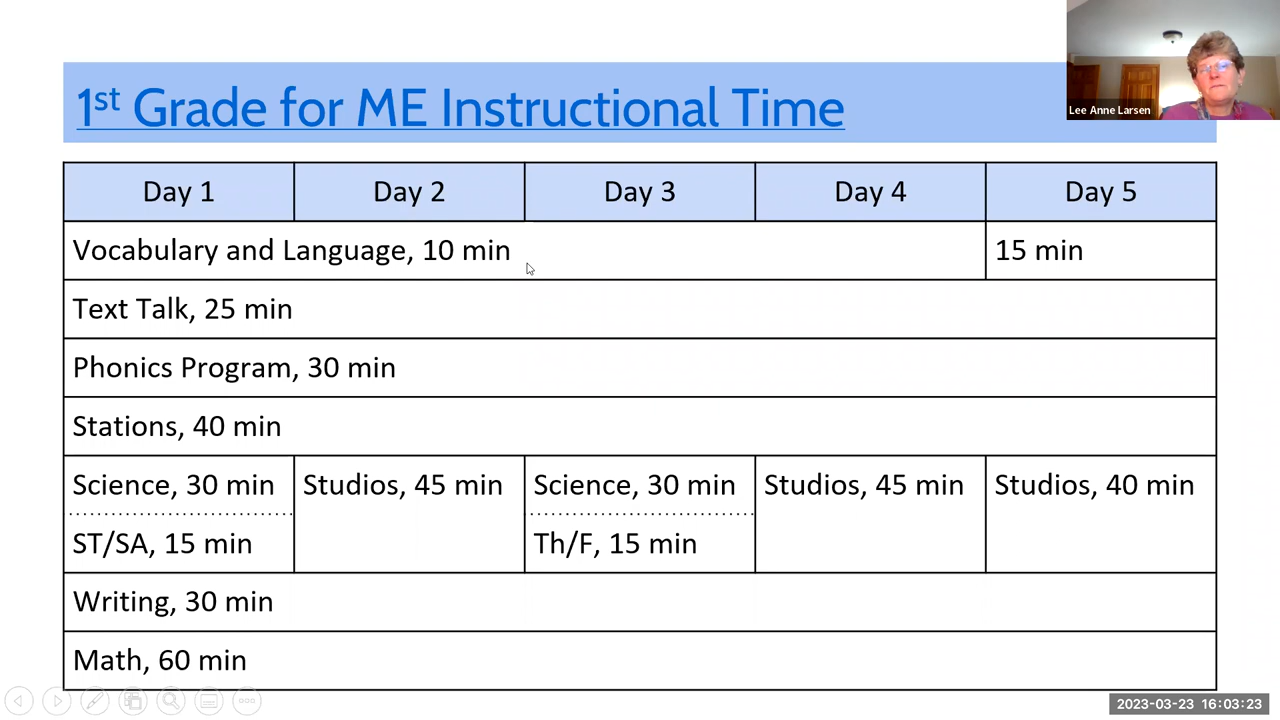 1st Grade for ME Instructional Time
Lee Anne Larsen
Day 1 Day 2 Day 3 Day 4 Day 5
Vocabulary and Language, 10 min 15 min
Text Talk, 25 min
Phonics Program, 30 min
Stations, 40 min
Science, 30 min Studios, 45 min Science, 30 min Studios, 45 min Studios, 40 min
ST/SA, 15 min Th/F, 15 min
Writing, 30 min
Math, 60 min
2023-03-23 16:03:23